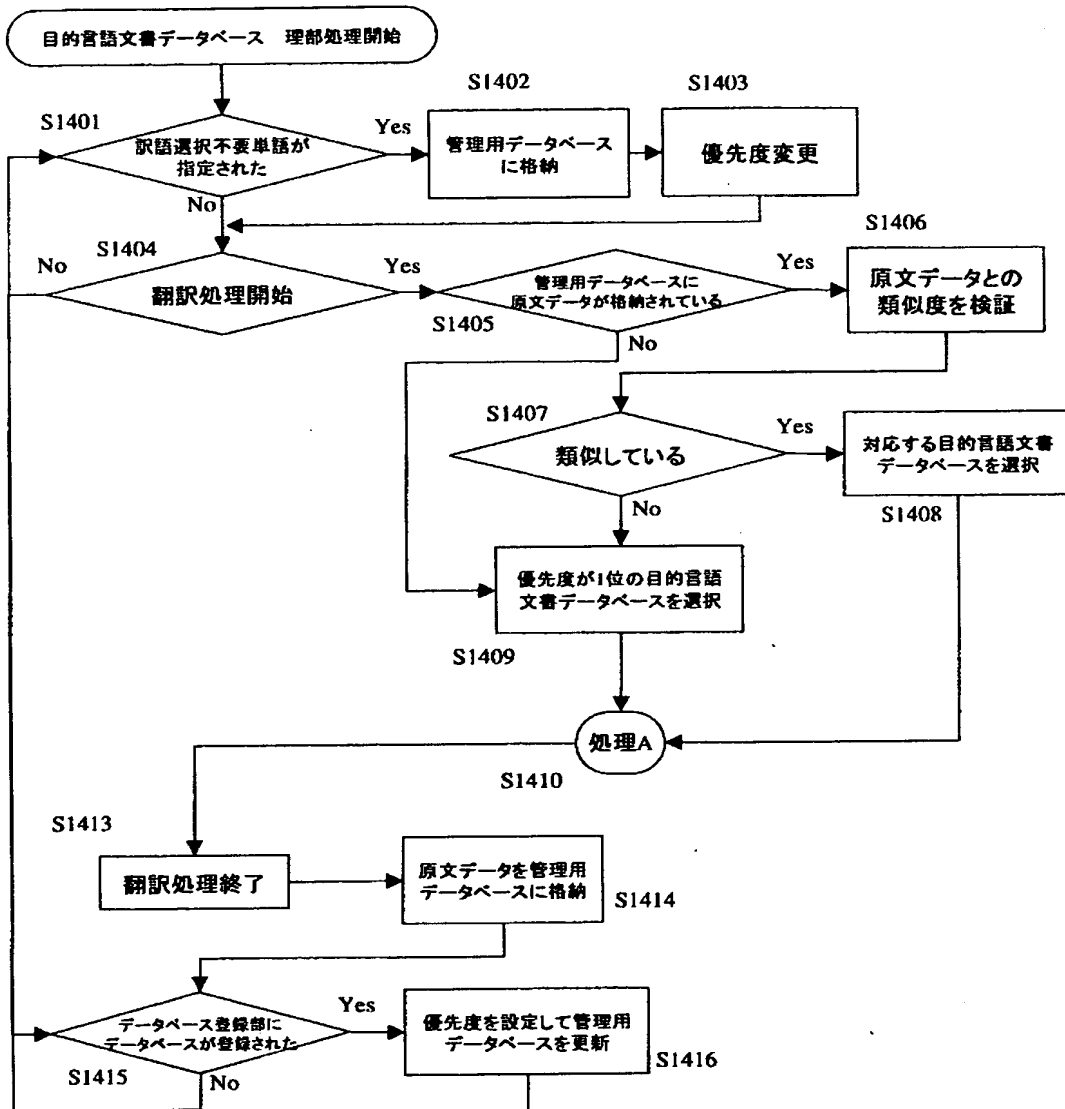 目的言語文書データベース 理部処理開始
S1401
訳語選択不要単語が
指定された
Yes
No
S1402
管理用データベース
に格納
S1403
優先度変更
S1404
No
翻訳処理開始
Yes
S1405
管理用データベースに
原文データが格納されている
Yes
No
S1406
原文データとの
類似度を検証
S1407
類似している
Yes
No
対応する目的言語文書
データベースを選択
S1408
優先度が1位の目的言語
文書データベースを選択
S1409
処理A
S1410
S1413
翻訳処理終了
原文データを管理用
データベースに格納
S1414
データベース登録部に
データベースが登録された
Yes
S1415
No
優先度を設定して管理用
データベースを更新
S1416